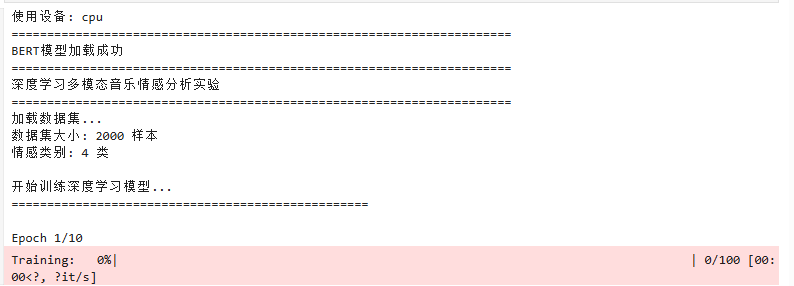 使用设备: cpu
======================================================================
BERT模型加载成功
======================================================================
深度学习多模态音乐情感分析实验
======================================================================
加载数据集...
数据集大小: 2000 样本
情感类别: 4 类
开始训练深度学习模型...
==================================================
Epoch 1/10
Training:   0%|          | 0/100 [00:
00<?, ?it/s]